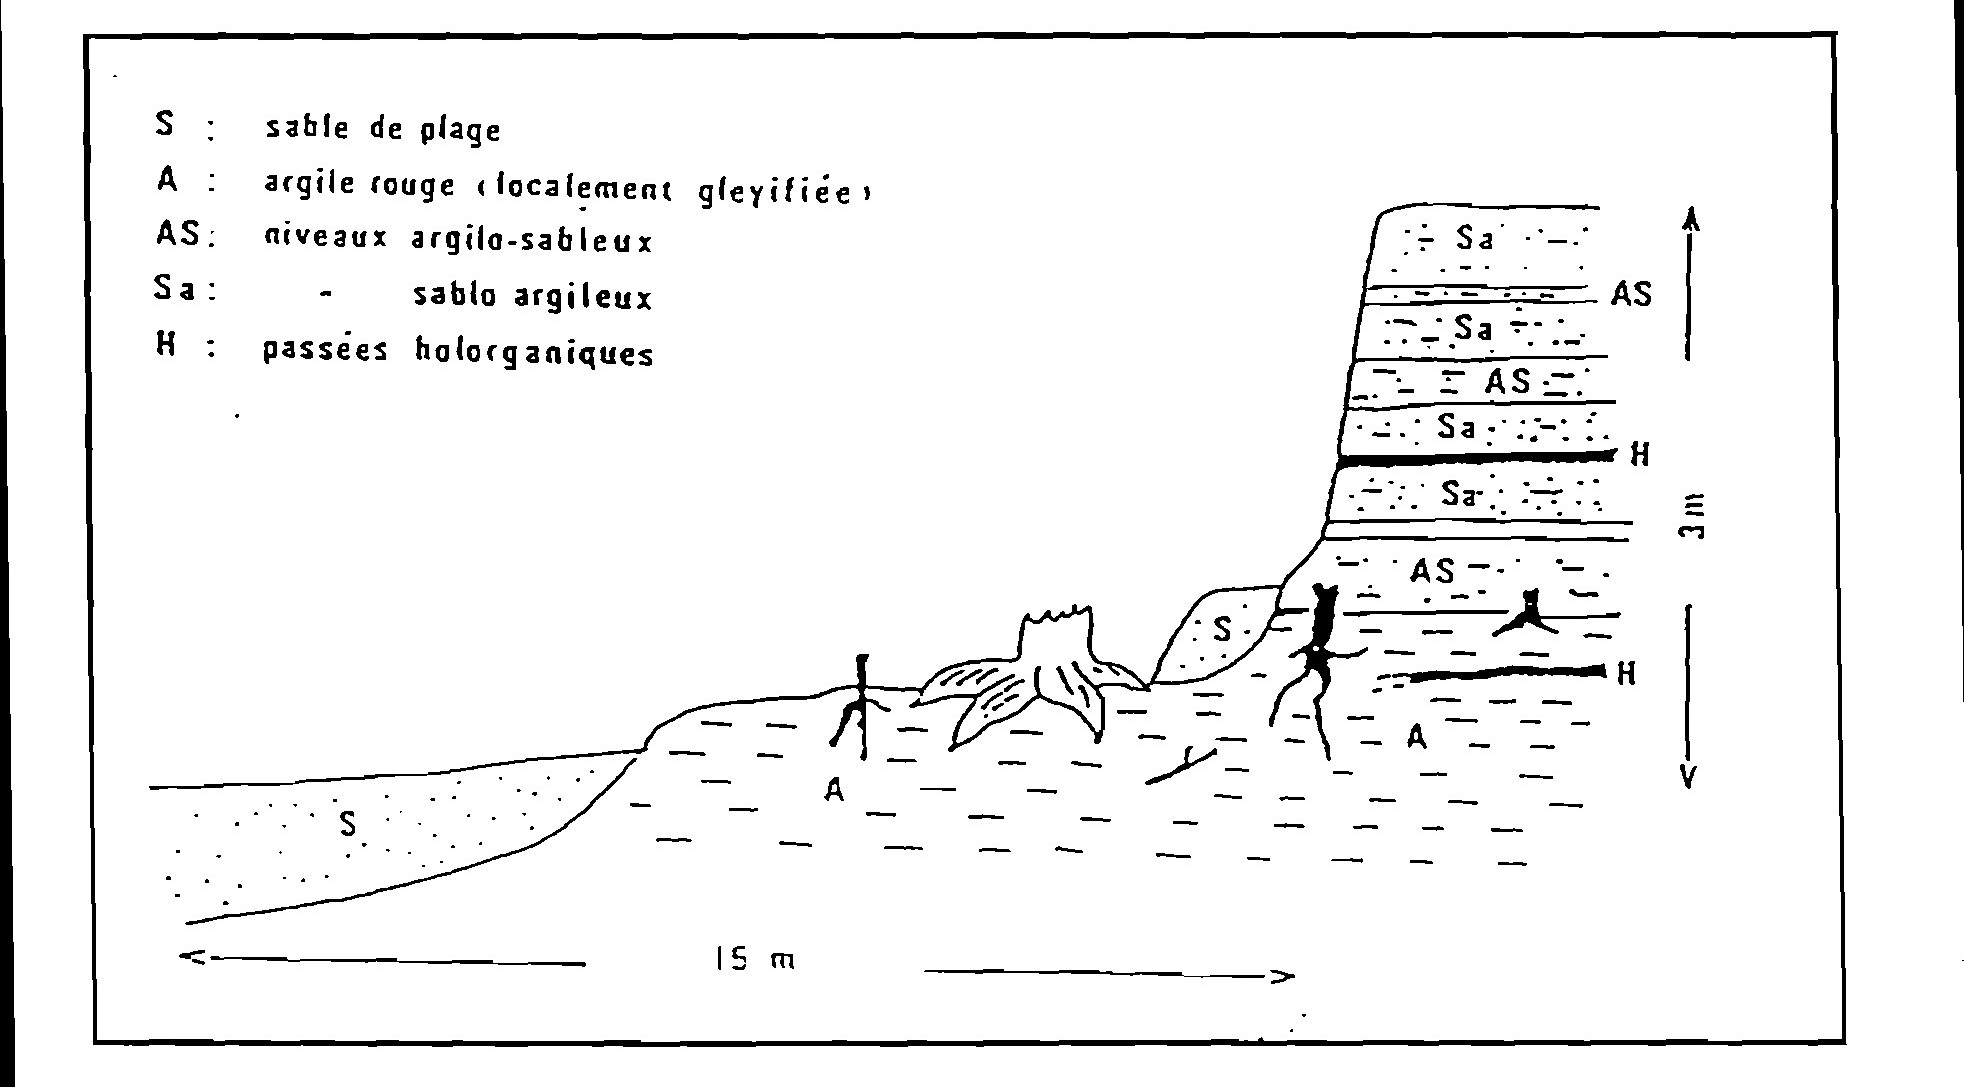 S : sable de plage
A : argile rouge (localement gleyifiée)
AS: niveaux argilo-sableux
Sa: - sablo argileux
H : passées holorganiques
Sa
AS
Sa
AS
Sa
H
Sa
3m
AS
S
H
A
A
S
15 m